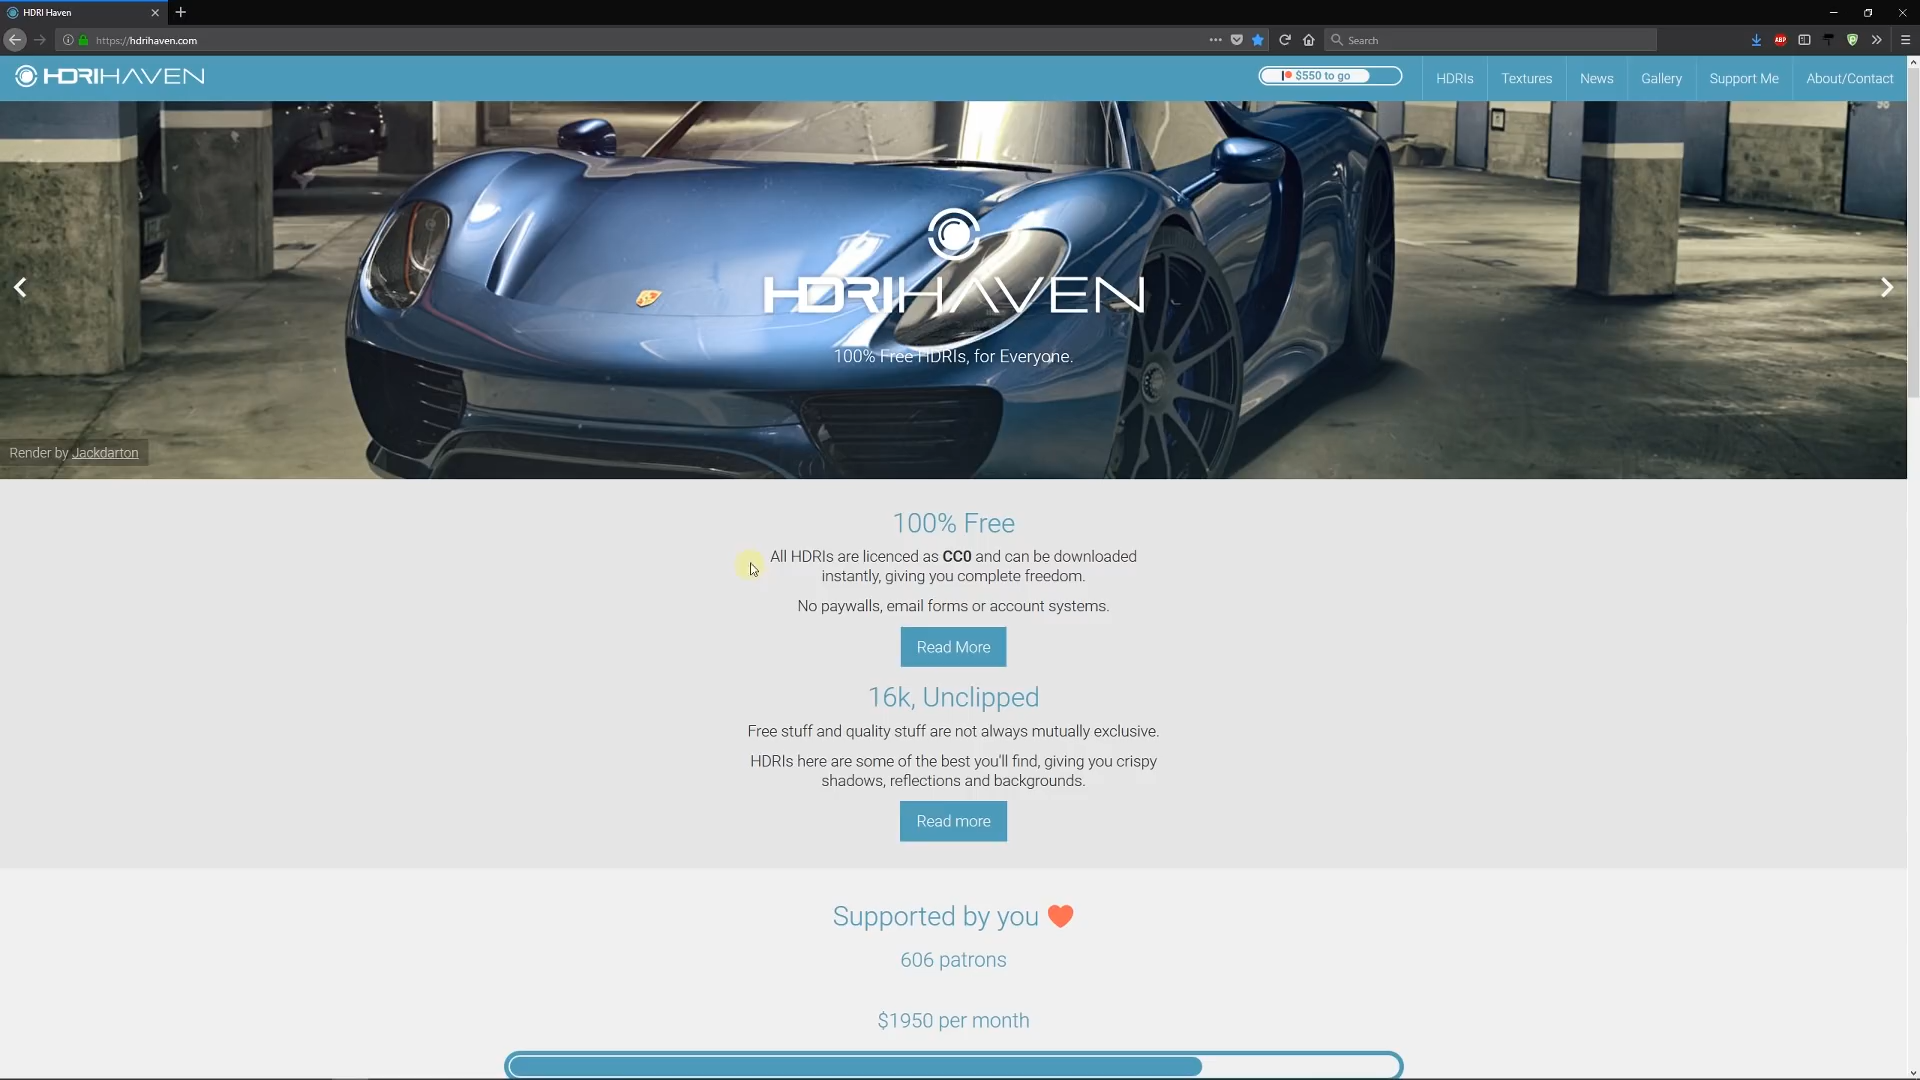 HDRI Haven
https://hdrihaven.com
Search
ABP
HDRIHAVEN
$550 to go
HDRIs
Textures
News
Gallery
Support Me
About/Contact
HDRIHAVEN
100% Free HDRIs, for Everyone.
Render by Jackdarton
100% Free
All HDRIs are licenced as CC0 and can be downloaded
instantly, giving you complete freedom.
No paywalls, email forms or account systems.
Read More
16k, Unclipped
Free stuff and quality stuff are not always mutually exclusive.
HDRIs here are some of the best you'll find, giving you crispy
shadows, reflections and backgrounds.
Read more
Supported by you
606 patrons
$1950 per month